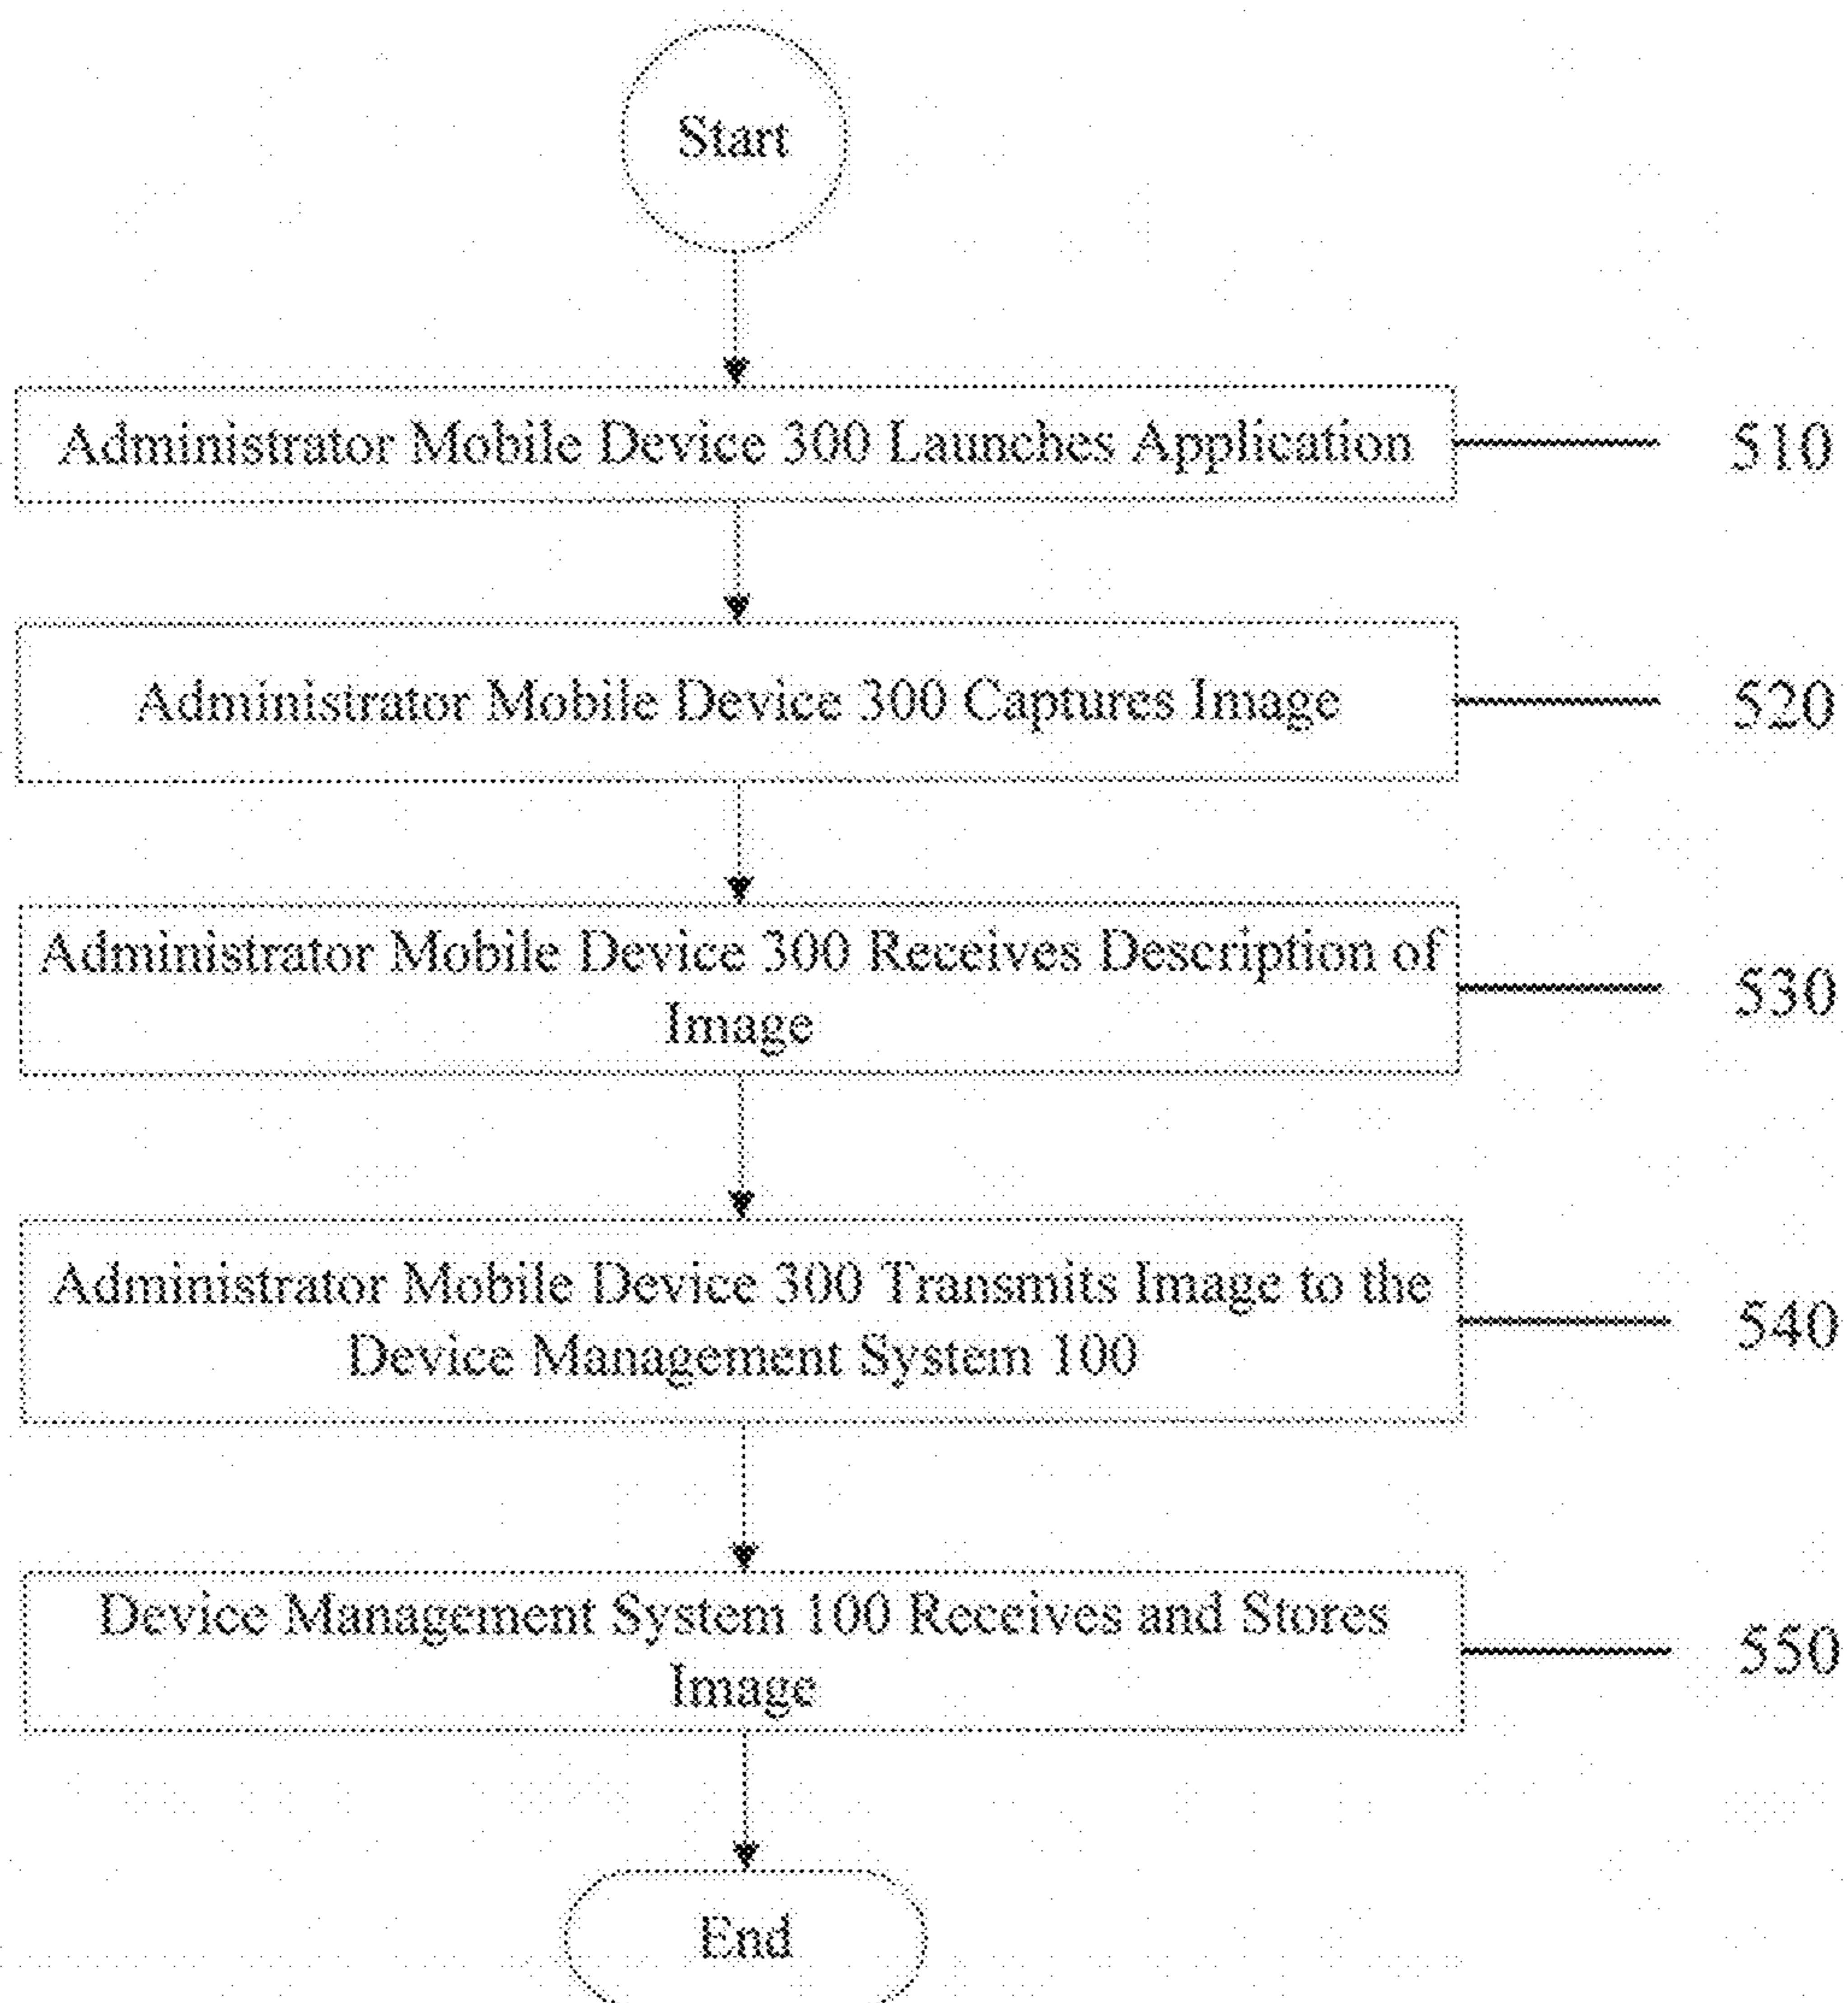 Start
Administrator Mobile Device 300 Launches Application
510
Administrator Mobile Device 300 Captures Image
520
Administrator Mobile Device 300 Receives Description of
Image
530
Administrator Mobile Device 300 Transmits Image to the
Device Management System 100
540
Device Management System 100 Receives and Stores
Image
550
End